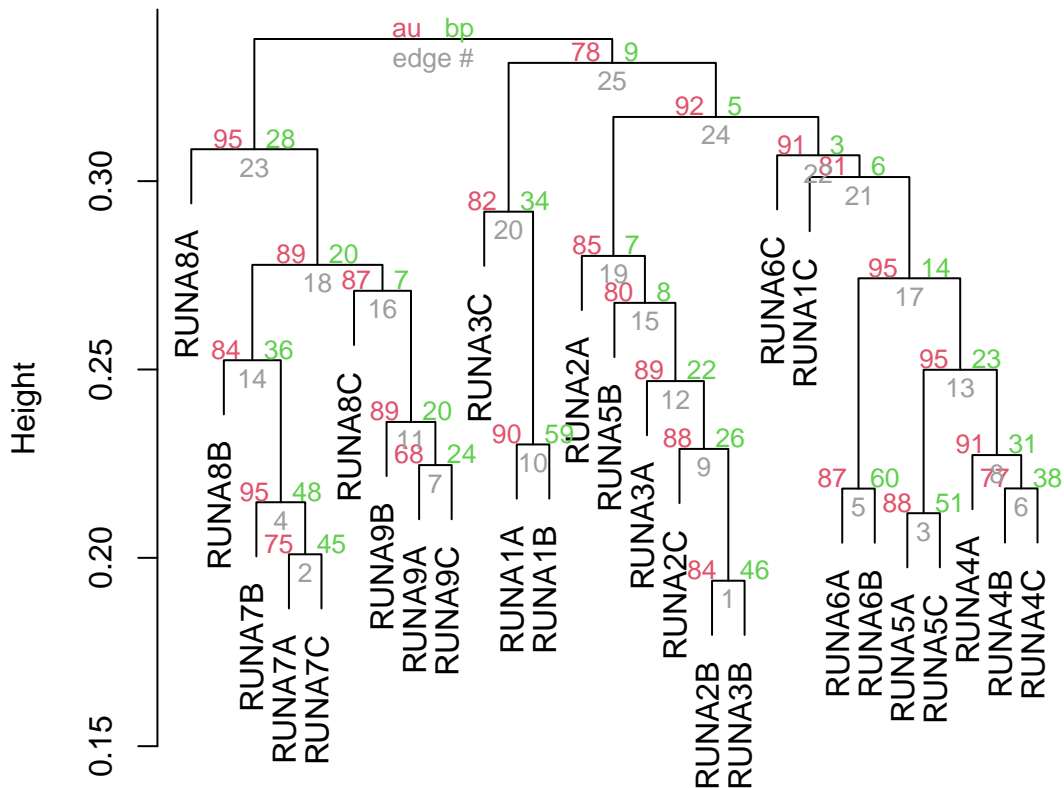 au bp
edge #
78 9
25
92 5
24
95 28
23
91 3
22
81 6
21
82 34
20
89 20
18
85 7
19
87 7
16
80 8
15
95 14
17
84 36
14
89 22
12
95 23
13
89 20
11
68 24
7
90 59
10
88 26
9
91 31
8
77 38
6
87 60
5
88 51
3
95 48
4
75 45
2
84 46
1
Height
0.30
0.25
0.20
0.15
RUNA8A
RUNA8B
RUNA7B
RUNA7A
RUNA7C
RUNA8C
RUNA9B
RUNA9A
RUNA9C
RUNA3C
RUNA1A
RUNA1B
RUNA2A
RUNA5B
RUNA3A
RUNA2C
RUNA2B
RUNA3B
RUNA6C
RUNA1C
RUNA6A
RUNA6B
RUNA5A
RUNA5C
RUNA4A
RUNA4B
RUNA4C